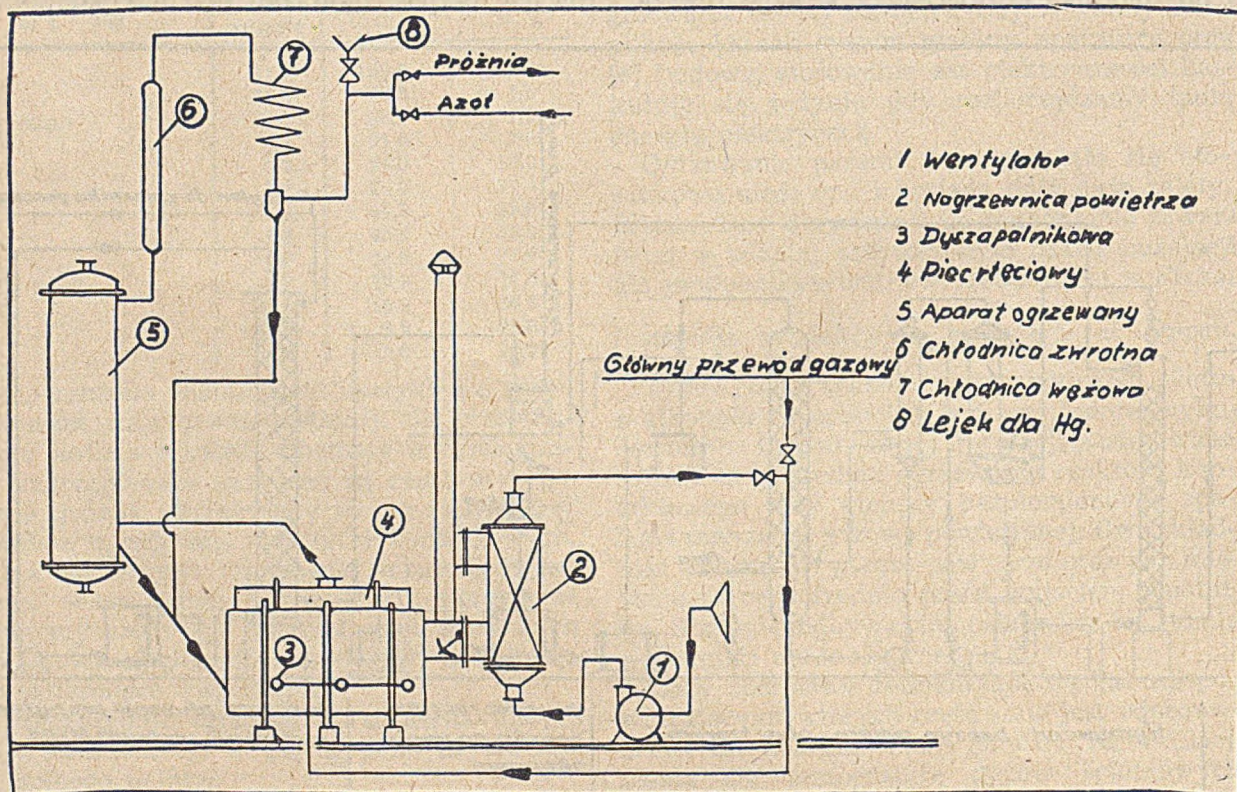 8
7
Próżnia
6
Azot
1 Wentylator
2 Nagrzewnica powietrza
3 Dysza palnikowa
4 Piec rtęciowy
5 Aparat ogrzewany
6 Chłodnica zwrotna
7 Chłodnica wężowa
8 Lejek dla Hg.
5
Główny przewód gazowy
4
2
3
1